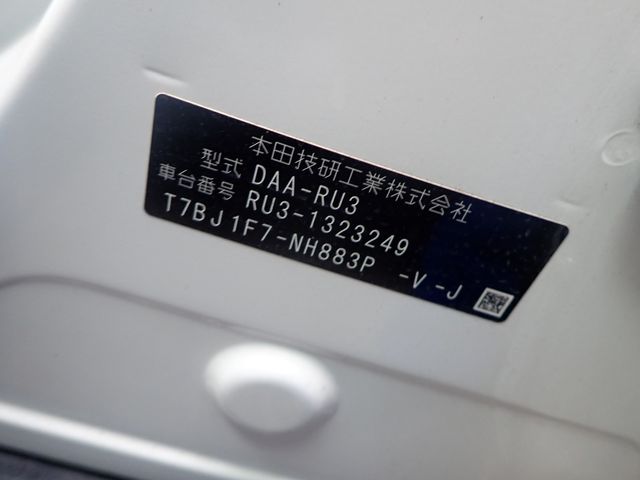 本田技研工業株式会社
型式 DAA-RU3
車台番号 RU3-1323249
T7BJ1F7-NH883P -V-J